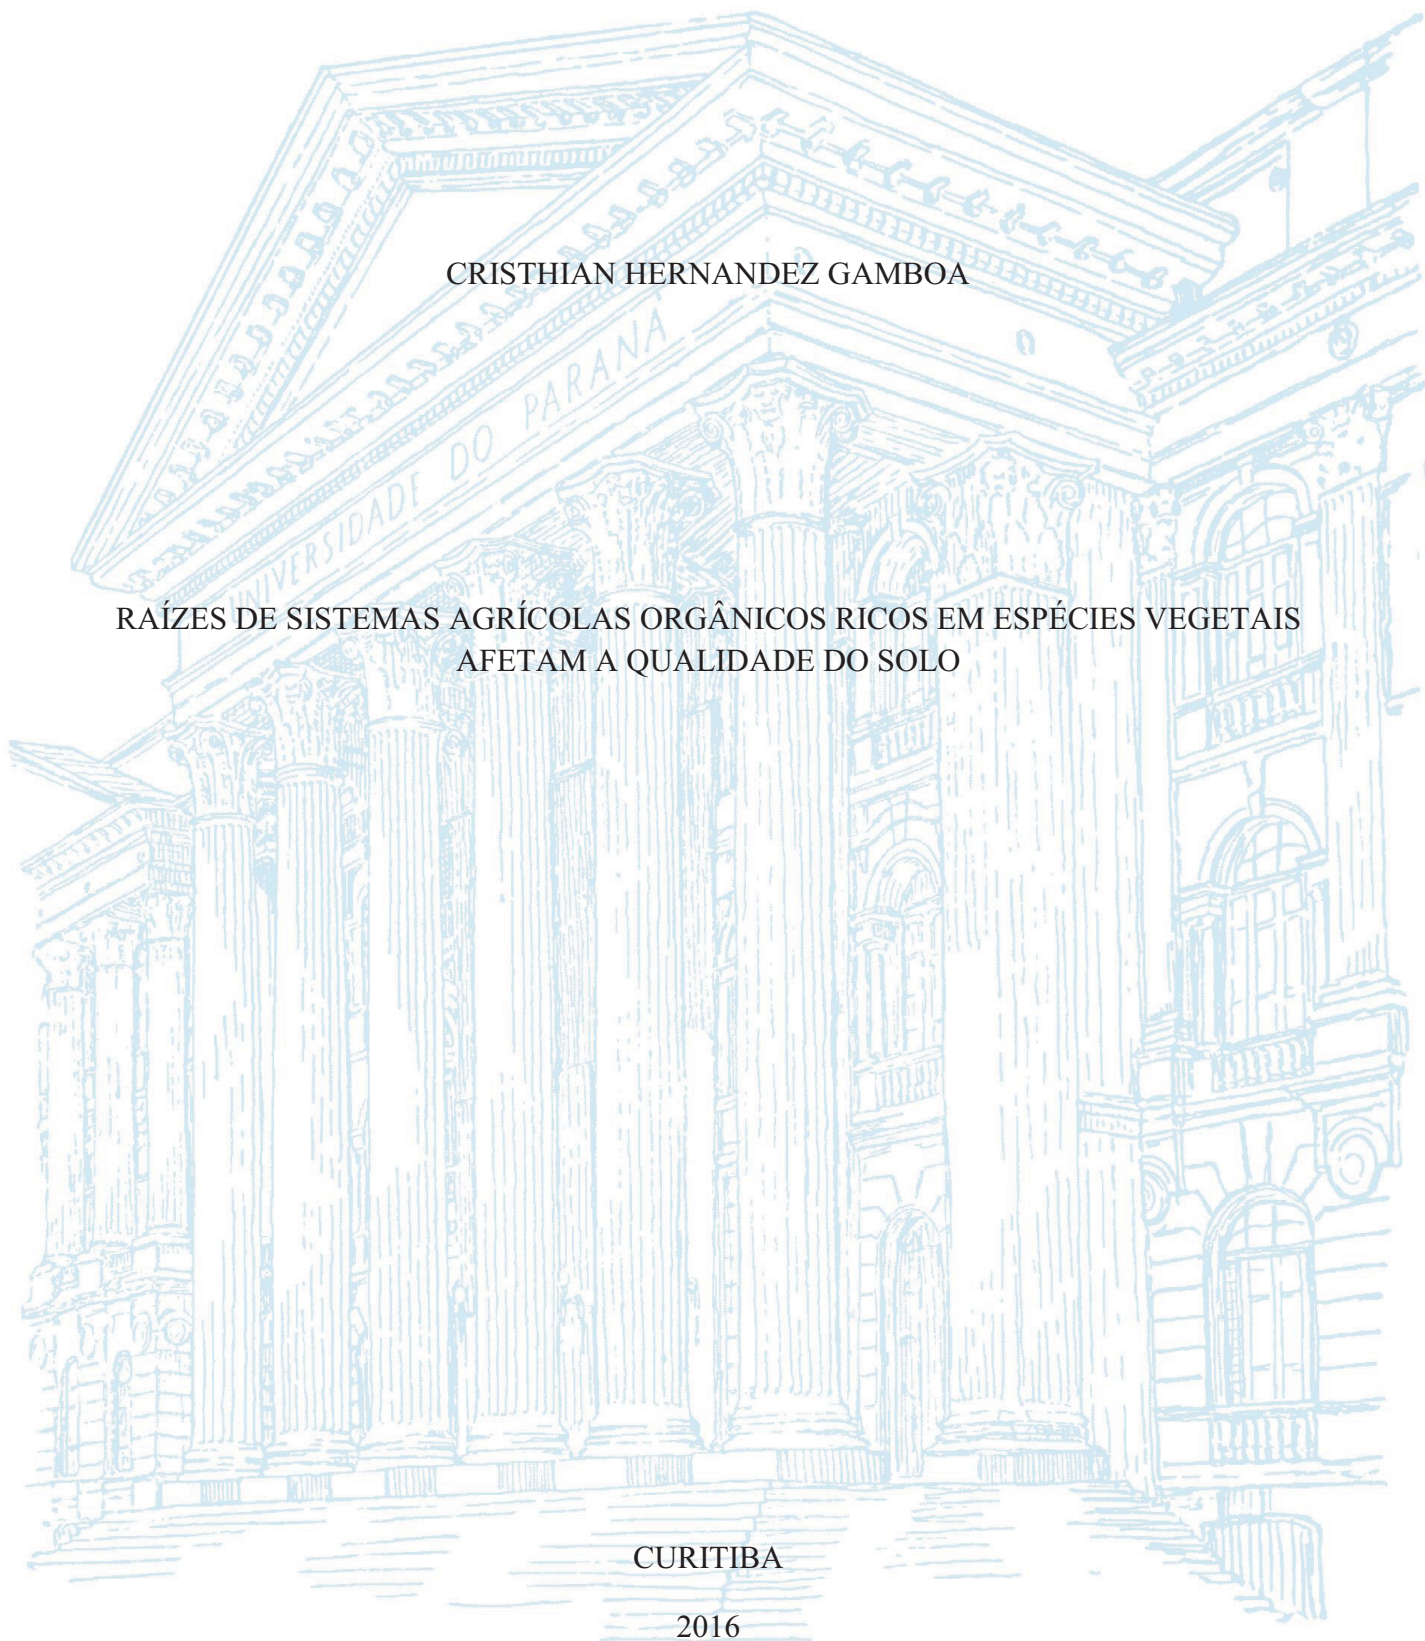 CRISTHIAN HERNANDEZ GAMBOA
UNIVERSIDADE DO PARANÁ
RAÍZES DE SISTEMAS AGRÍCOLAS ORGÂNICOS RICOS EM ESPÉCIES VEGETAIS
AFETAM A QUALIDADE DO SOLO
CURITIBA
2016